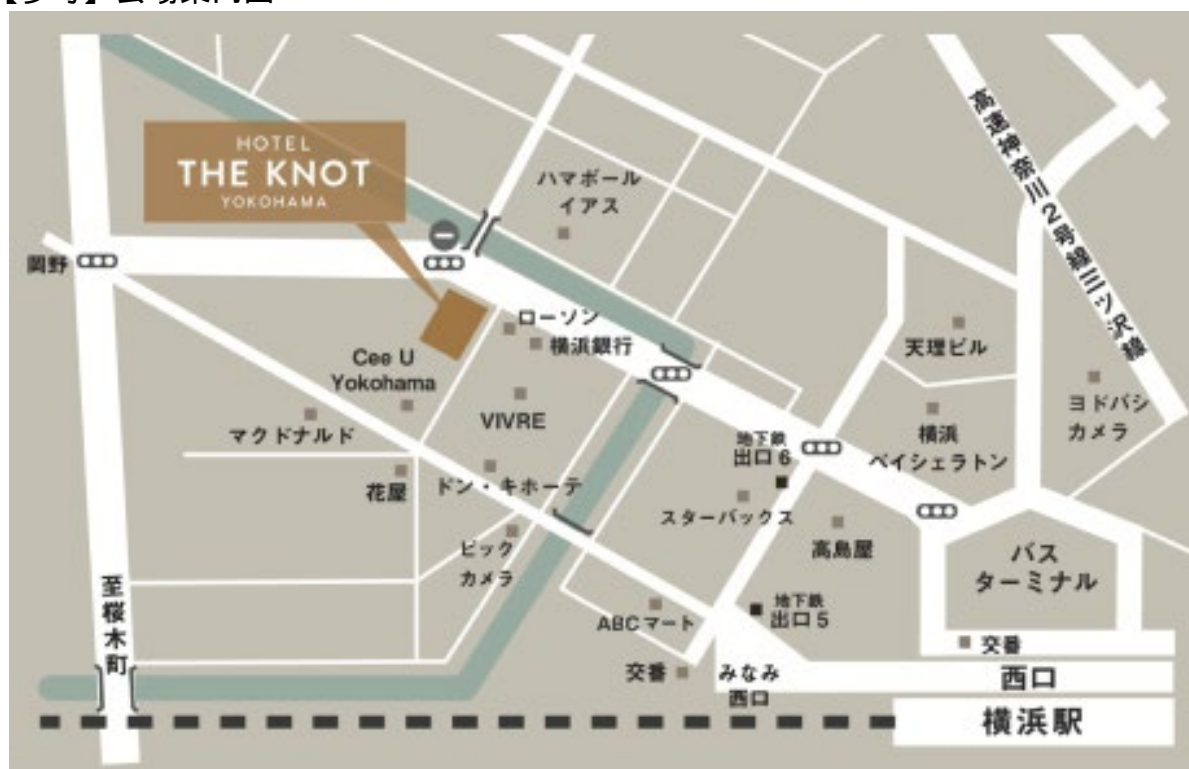 【参考】会場案内図
HOTEL
THE KNOT
YOKOHAMA
ハマボール
イアス
高速神奈川2号線三ツ沢線
岡野
ローソン
横浜銀行
天理ビル
Cee U
Yokohama
VIVRE
ヨドバシ
カメラ
マクドナルド
地下鉄
出口6
横浜
ベイシェラトン
花屋
ドン・キホーテ
スターバックス
高島屋
ビック
カメラ
バス
ターミナル
至桜木町
ABCマート
地下鉄
出口5
交番
交番
みなみ
西口
西口
横浜駅